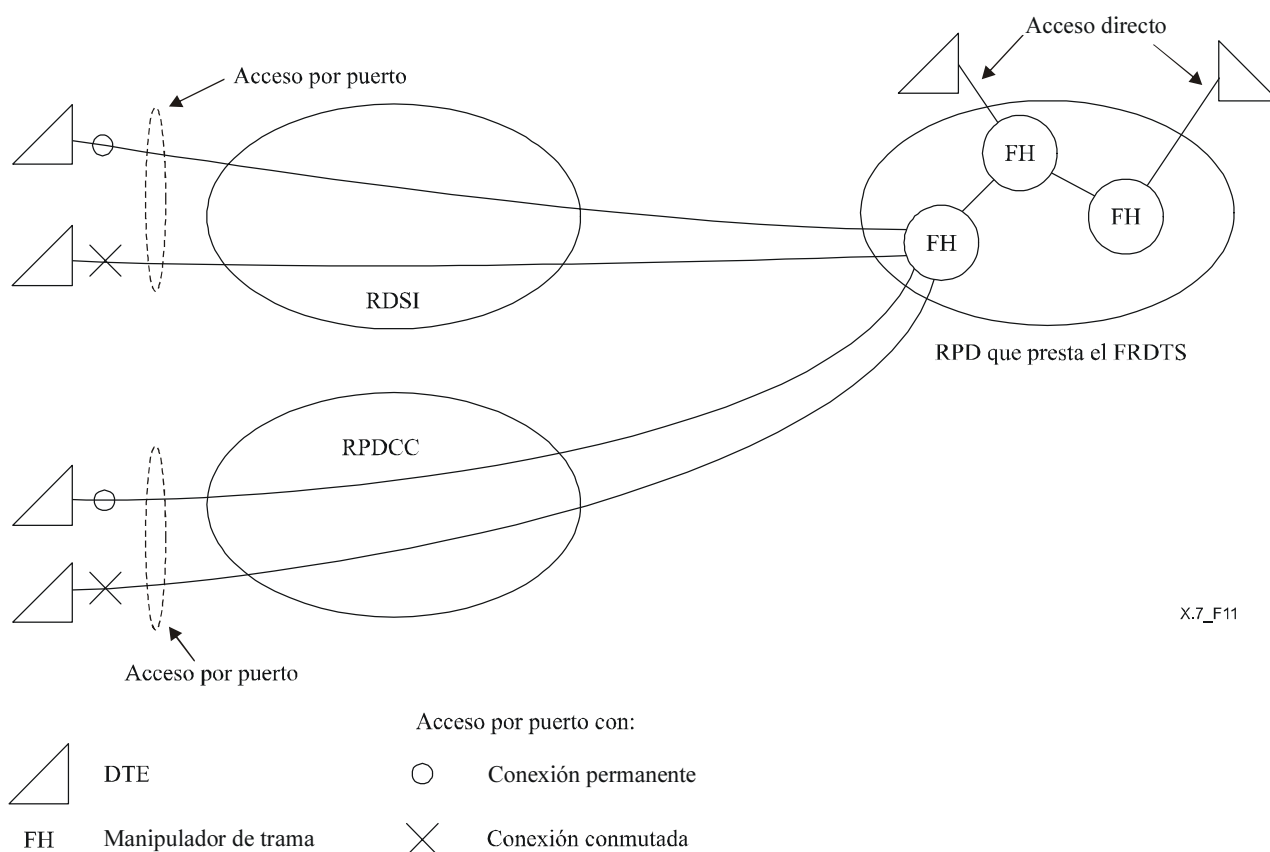 Acceso directo
Acceso por puerto
FH
FH
FH
RDSI
RPD que presta el FRDTS
RPDCC
X.7_F11
Acceso por puerto
Acceso por puerto con:
DTE
Conexión permanente
FH
Manipulador de trama
Conexión conmutada